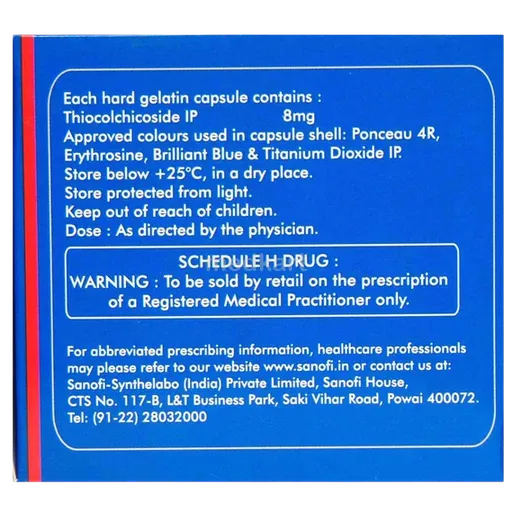 Each hard gelatin capsule contains :
Thiocolchicoside IP 8mg
Approved colours used in capsule shell: Ponceau 4R,
Erythrosine, Brilliant Blue & Titanium Dioxide IP.
Store below +25°C, in a dry place.
Store protected from light.
Keep out of reach of children.
Dose : As directed by the physician.
SCHEDULE H DRUG :
WARNING : To be sold by retail on the prescription
of a Registered Medical Practitioner only.
For abbreviated prescribing information, healthcare professionals
may please refer to our website www.sanofi.in or contact us at:
Sanofi-Synthelabo (India) Private Limited, Sanofi House,
CTS No. 117-B, L&T Business Park, Saki Vihar Road, Powai 400072.
Tel: (91-22) 28032000